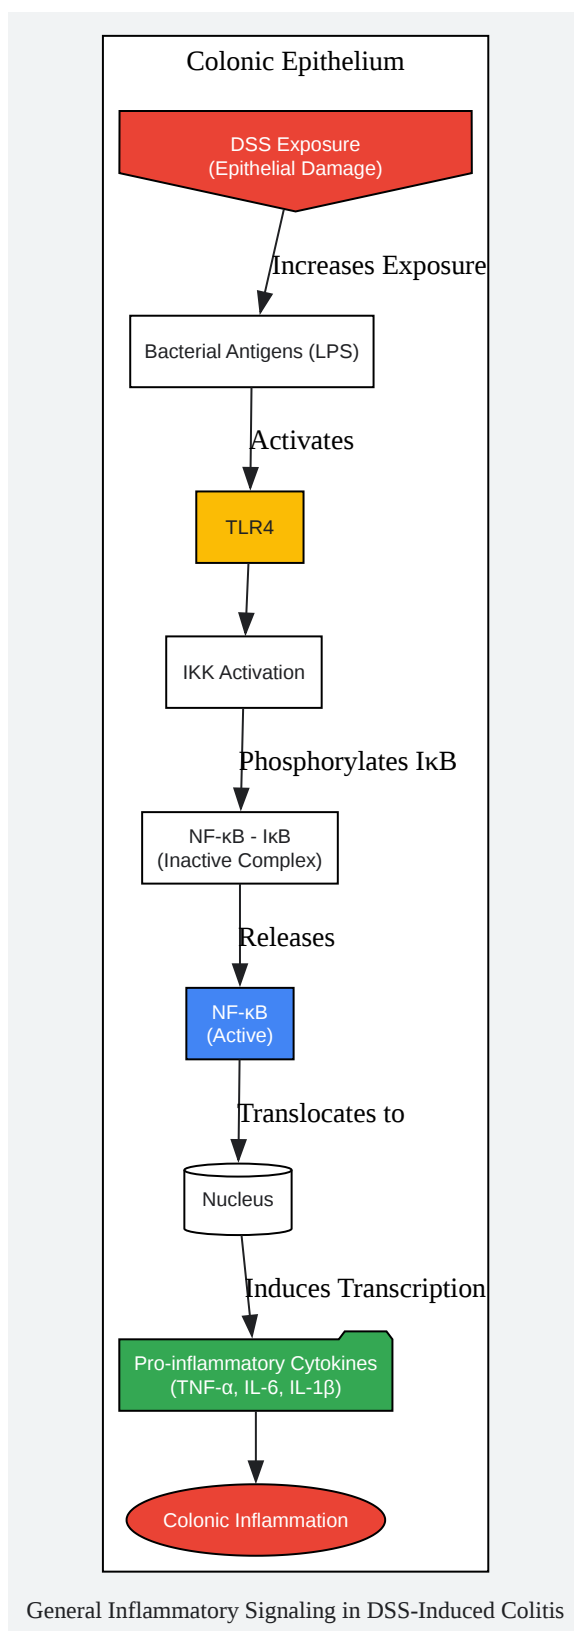 Colonic Epithelium
DSS Exposure
(Epithelial Damage)
Increases Exposure
Bacterial Antigens (LPS)
Activates
TLR4
IKK Activation
Phosphorylates IκB
NF-κB - IκB
(Inactive Complex)
Releases
NF-κB
(Active)
Translocates to
Nucleus
Induces Transcription
Pro-inflammatory Cytokines
(TNF-α, IL-6, IL-1β)
Colonic Inflammation
General Inflammatory Signaling in DSS-Induced Colitis